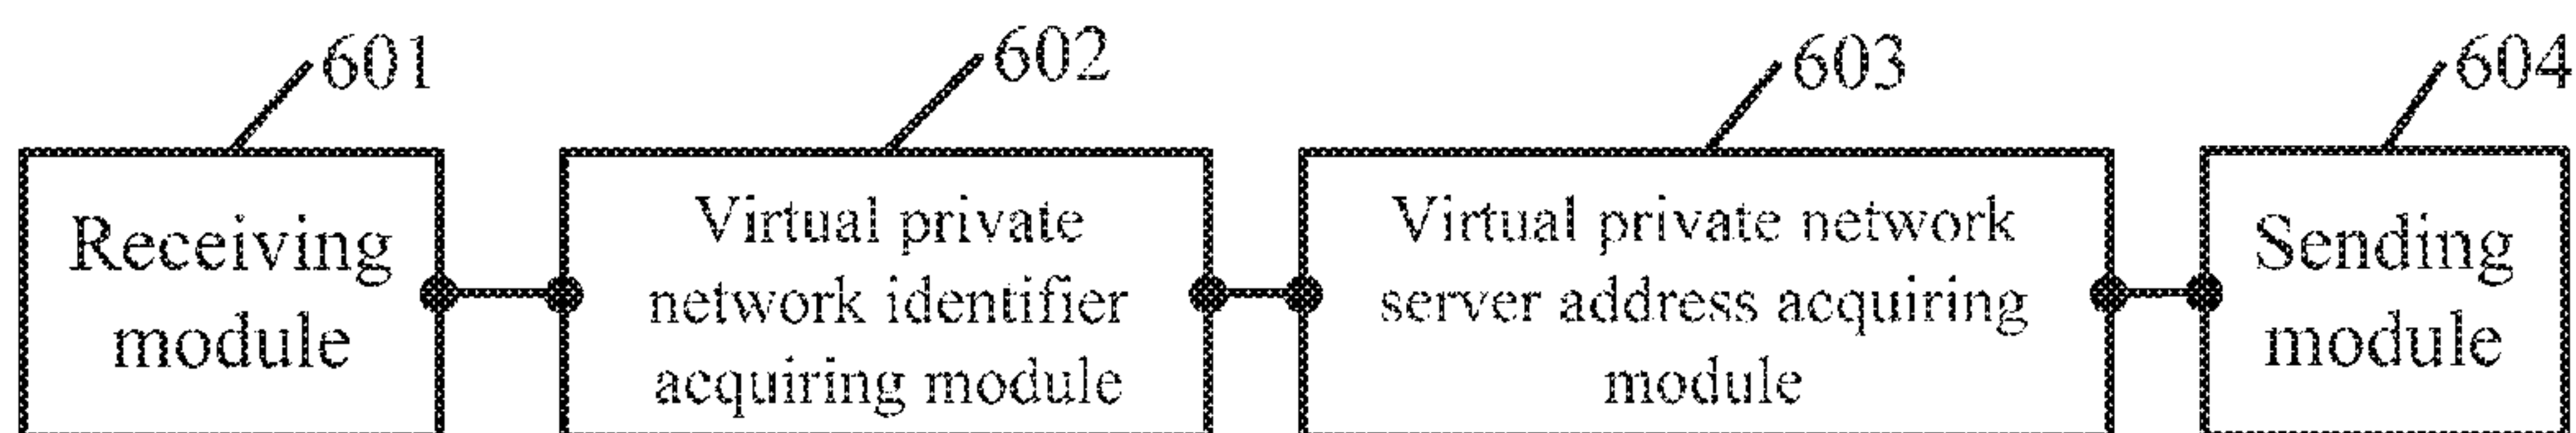 601
602
603
604
Receiving
module
Virtual private
network identifier
acquiring module
Virtual private network
server address acquiring
module
Sending
module